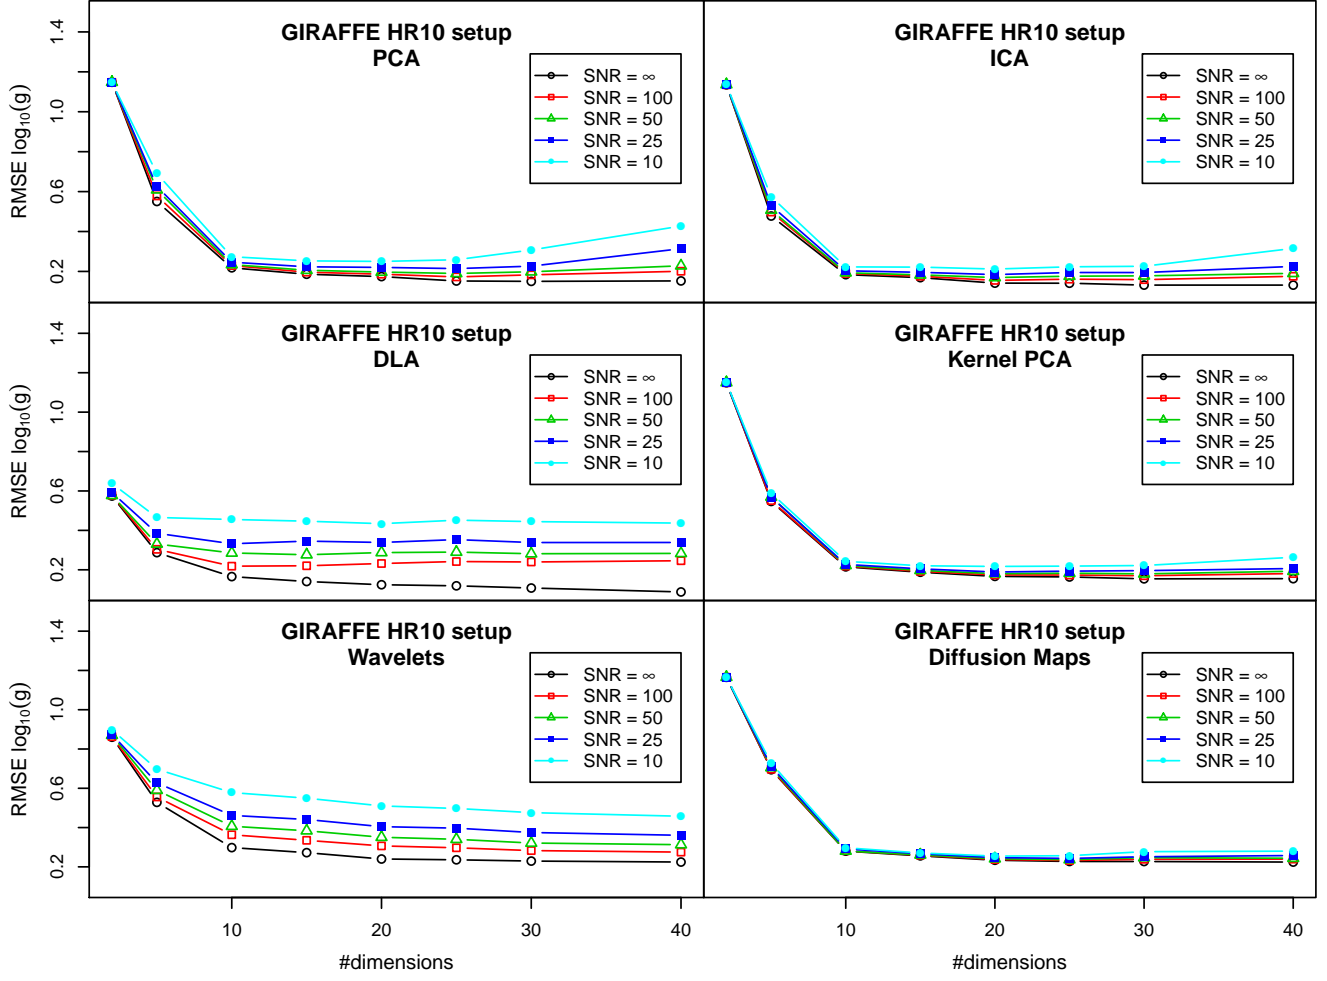 GIRAFFE HR10 setup
PCA
SNR = ∞
SNR = 100
SNR = 50
SNR = 25
SNR = 10
RMSE log₁₀(g)
0.2
0.6
1.0
1.4
GIRAFFE HR10 setup
ICA
SNR = ∞
SNR = 100
SNR = 50
SNR = 25
SNR = 10
GIRAFFE HR10 setup
DLA
SNR = ∞
SNR = 100
SNR = 50
SNR = 25
SNR = 10
RMSE log₁₀(g)
0.2
0.6
1.0
1.4
GIRAFFE HR10 setup
Kernel PCA
SNR = ∞
SNR = 100
SNR = 50
SNR = 25
SNR = 10
GIRAFFE HR10 setup
Wavelets
SNR = ∞
SNR = 100
SNR = 50
SNR = 25
SNR = 10
RMSE log₁₀(g)
0.2
0.6
1.0
1.4
10 20 30 40
#dimensions
GIRAFFE HR10 setup
Diffusion Maps
SNR = ∞
SNR = 100
SNR = 50
SNR = 25
SNR = 10
10 20 30 40
#dimensions